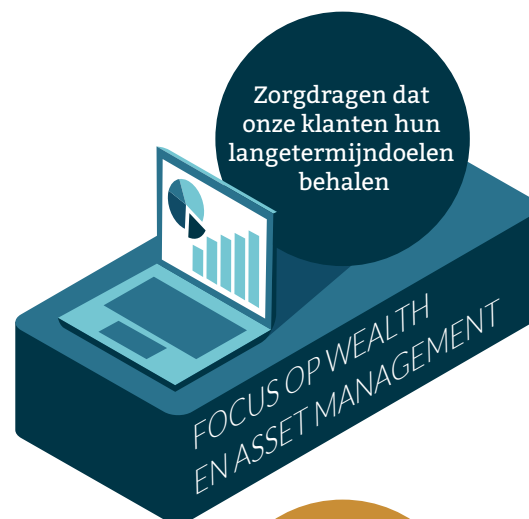 Zorgdragen dat
onze klanten hun
langetermijndoelen
behalen
FOCUS OP WEALTH
EN ASSET MANAGEMENT